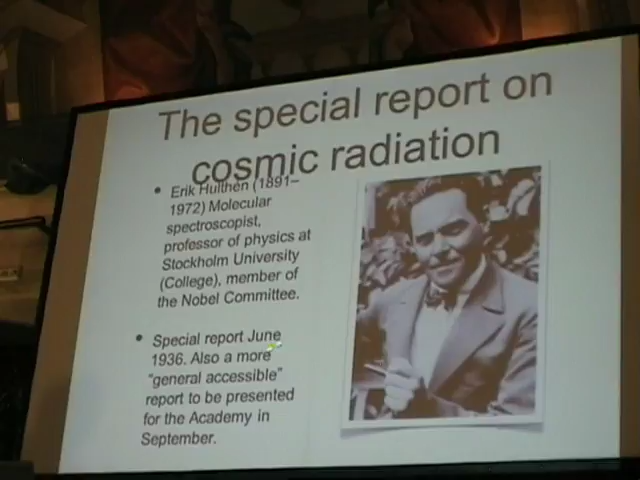 The special report on
cosmic radiation
• Erik Hulthén (1891–
1972) Molecular
spectroscopist,
professor of physics at
Stockholm University
(College), member of
the Nobel Committee.
• Special report June
1936. Also a more
"general accessible"
report to be presented
for the Academy in
September.